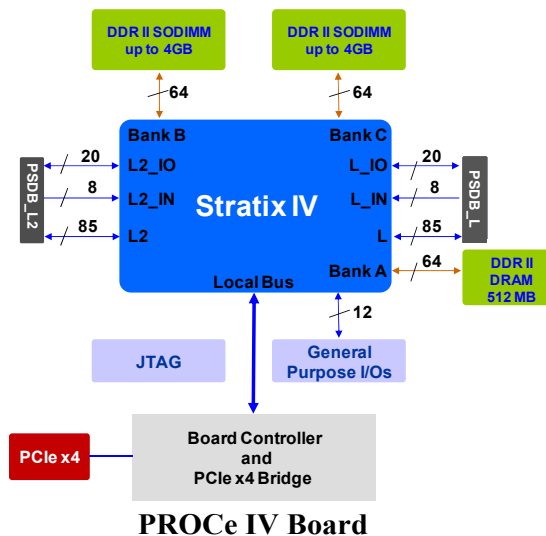 DDR II SODIMM
up to 4GB
DDR II SODIMM
up to 4GB
64
64
Bank B
Bank C
PSDB_L2
20
L2_IO
L_IO
20
PSDB_L
8
L2_IN
Stratix IV
L_IN
8
85
L2
L
85
Bank A
64
DDR II
DRAM
512 MB
Local Bus
12
JTAG
General
Purpose I/Os
Board Controller
and
PCIe x4 Bridge
PCIe x4
PROCe IV Board